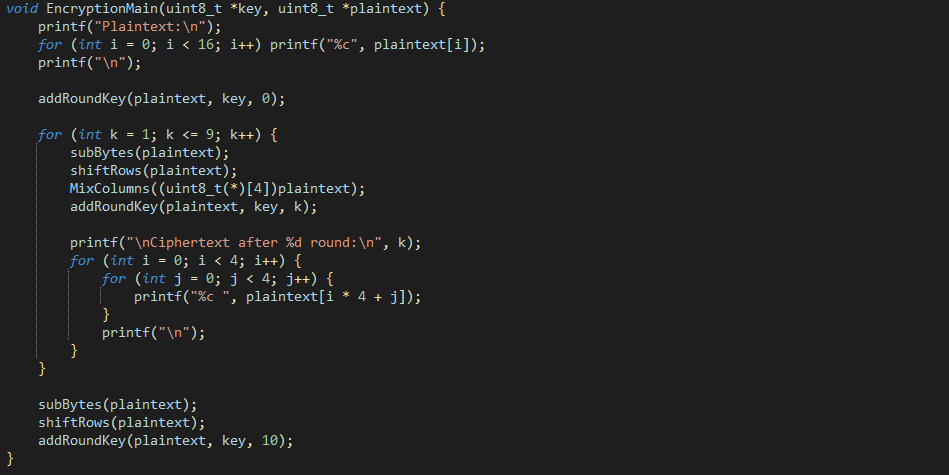 void EncryptionMain(uint8_t *key, uint8_t *plaintext) {
    printf("Plaintext:\n");
    for (int i = 0; i < 16; i++) printf("%c", plaintext[i]);
    printf("\n");

    addRoundKey(plaintext, key, 0);

    for (int k = 1; k <= 9; k++) {
        subBytes(plaintext);
        shiftRows(plaintext);
        MixColumns((uint8_t(*)[4])plaintext);
        addRoundKey(plaintext, key, k);

        printf("\nCiphertext after %d round:\n", k);
        for (int i = 0; i < 4; i++) {
            for (int j = 0; j < 4; j++) {
                printf("%c ", plaintext[i * 4 + j]);
            }
            printf("\n");
        }
    }

    subBytes(plaintext);
    shiftRows(plaintext);
    addRoundKey(plaintext, key, 10);
}